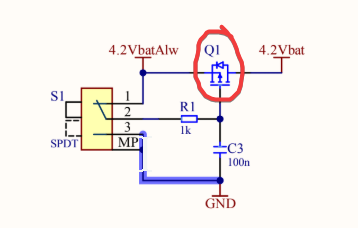 4.2VbatAlw
Q1
4.2Vbat
S1
1
2
3
MP
SPDT
R1
1k
C3
100n
GND